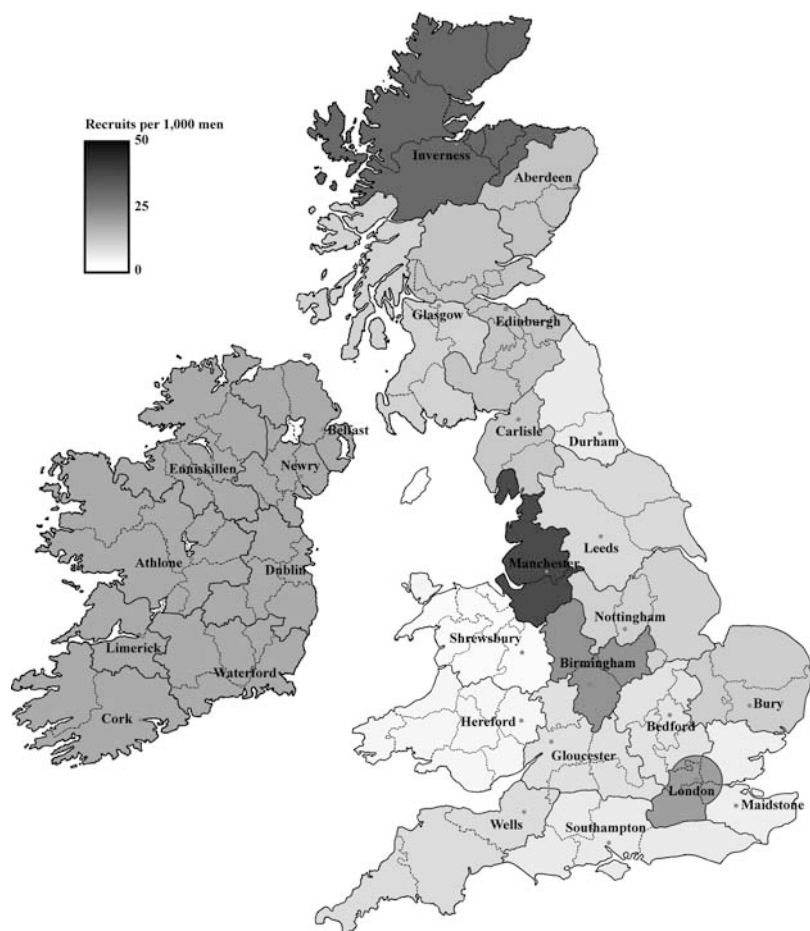 Recruits per 1,000 men
50
25
0
Inverness
Aberdeen
Glasgow
Edinburgh
Carlisle
Durham
Belfast
Enniskillen
Newry
Athlone
Dublin
Limerick
Waterford
Cork
Manchester
Leeds
Nottingham
Shrewsbury
Birmingham
Hereford
Bedford
Bury
Gloucester
London
Maidstone
Wells
Southampton